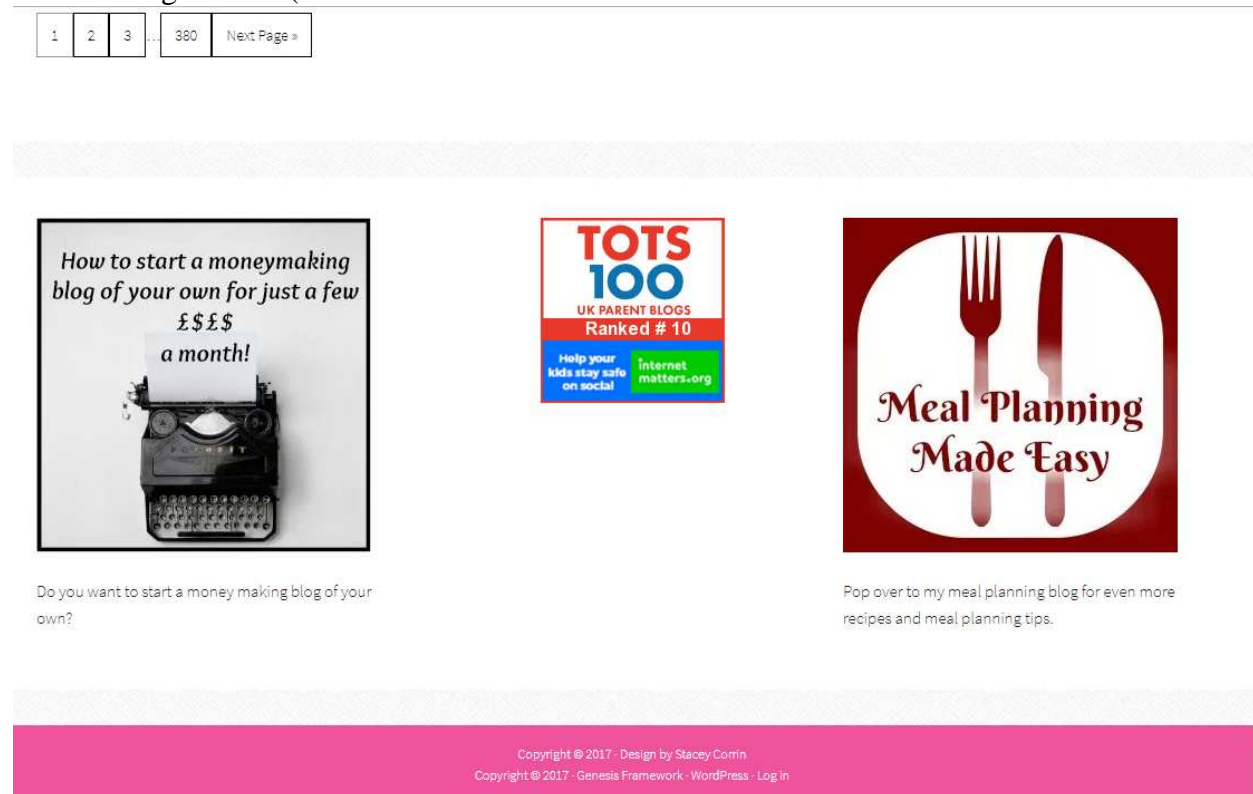 1 2 3 ... 380 Next Page »
How to start a moneymaking
blog of your own for just a few
£$£$
a month!
Do you want to start a money making blog of your
own?
TOTS
100
UK PARENT BLOGS
Ranked # 10
Help your
kids stay safe
on social
internet
matters.org
Meal Planning
Made Easy
Pop over to my meal planning blog for even more
recipes and meal planning tips.
Copyright © 2017 · Design by Stacey Corrin
Copyright © 2017 · Genesis Framework · WordPress · Log in